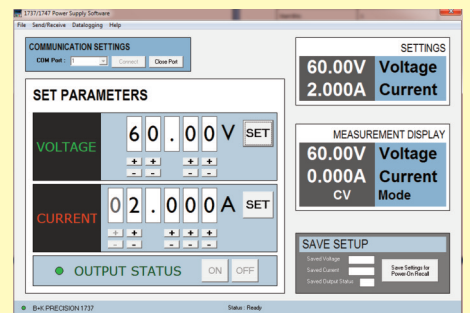 1737/1747 Power Supply Software
File Send/Receive Datalogging Help
COMMUNICATION SETTINGS
COM Port : 1 Connect Close Port
SET PARAMETERS
VOLTAGE 60.00 V SET
+ + + +
- - - -
CURRENT 02.000 A SET
+ + + + +
- - - - -
OUTPUT STATUS ON OFF
SETTINGS
60.00V Voltage
2.000A Current
MEASUREMENT DISPLAY
60.00V Voltage
0.000A Current
CV Mode
SAVE SETUP
Saved Voltage
Saved Current
Saved Output Status
Save Settings for
Power-On Recall
B+K PRECISION 1737 Status : Ready